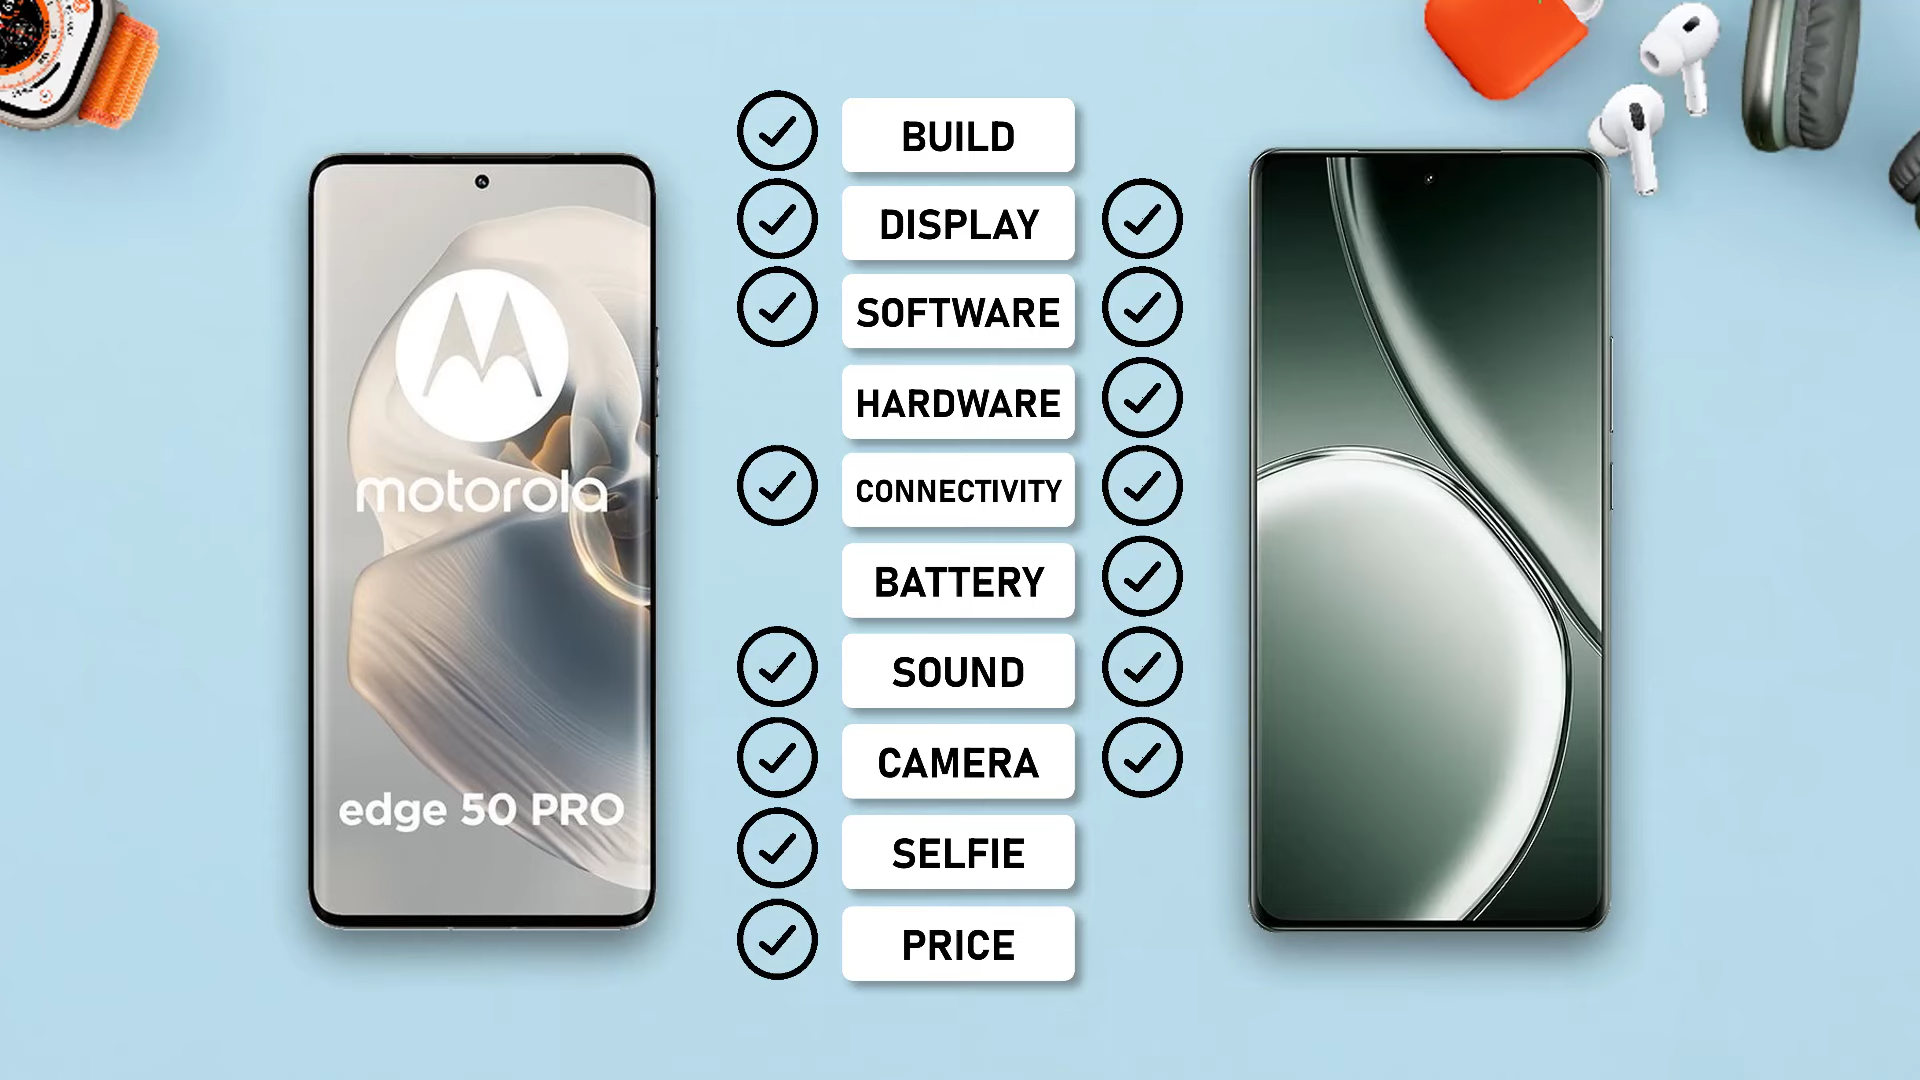 BUILD
DISPLAY
SOFTWARE
HARDWARE
CONNECTIVITY
BATTERY
SOUND
CAMERA
SELFIE
PRICE
motorola
edge 50 PRO